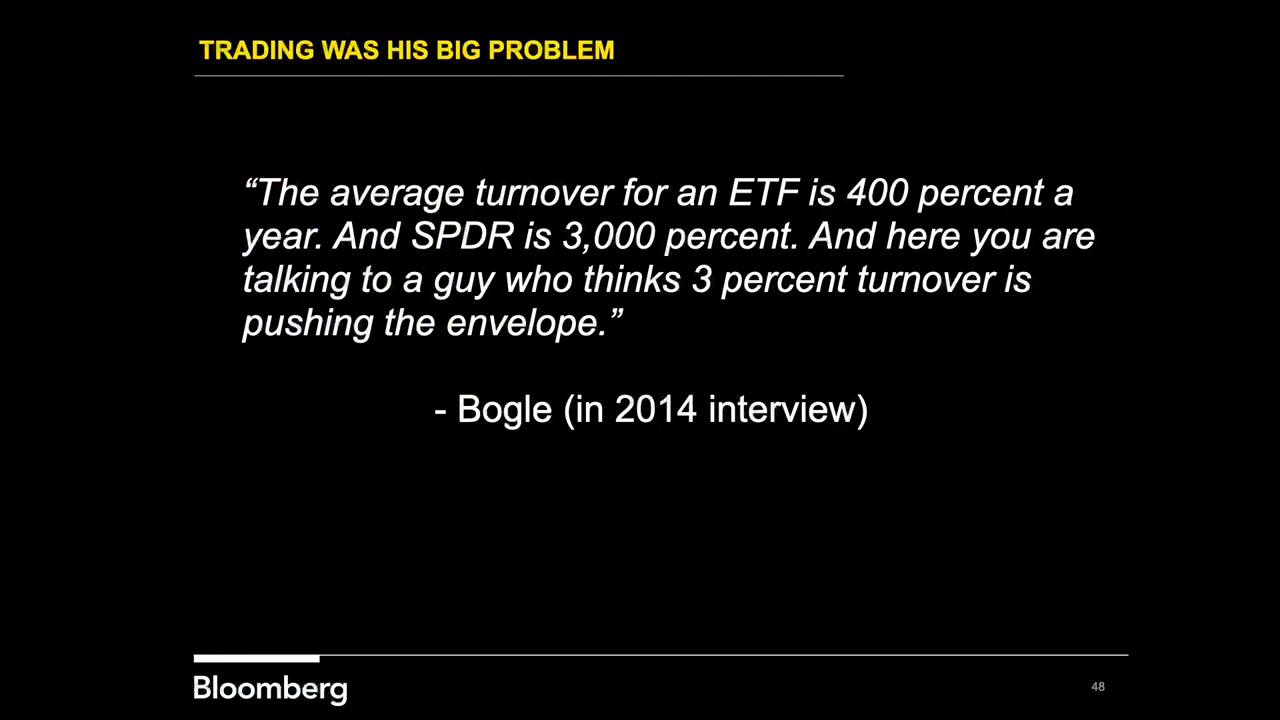 TRADING WAS HIS BIG PROBLEM
“The average turnover for an ETF is 400 percent a
year. And SPDR is 3,000 percent. And here you are
talking to a guy who thinks 3 percent turnover is
pushing the envelope.”
- Bogle (in 2014 interview)
Bloomberg
48